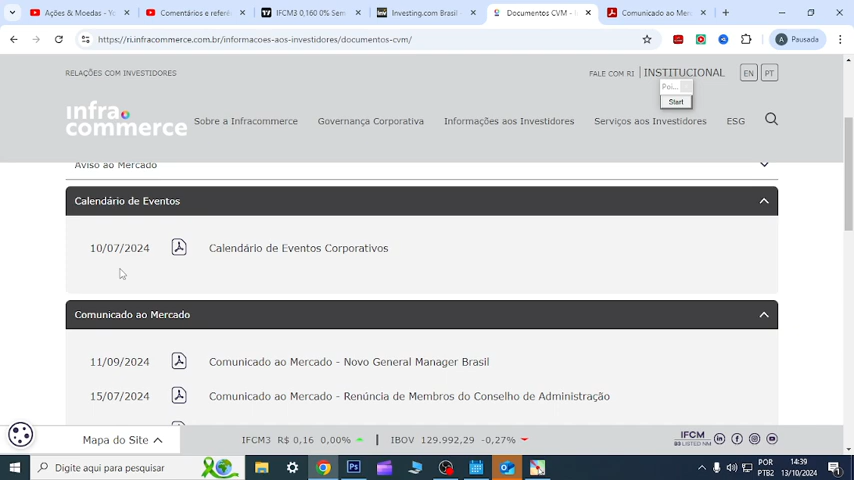 Ações & Moedas - Yo
Comentários e referê
IFCM3 0,160 0% Sem
Investing.com Brasil
Documentos CVM -
Comunicado ao Mer
https://ri.infracommerce.com.br/informacoes-aos-investidores/documentos-cvm/
A Pausada
RELAÇÕES COM INVESTIDORES
FALE COM RI | INSTITUCIONAL EN PT
Poi...
Start
infra commerce
Sobre a Infracommerce Governança Corporativa Informações aos Investidores Serviços aos Investidores ESG
Aviso ao Mercado
Calendário de Eventos
10/07/2024 Calendário de Eventos Corporativos
Comunicado ao Mercado
11/09/2024 Comunicado ao Mercado - Novo General Manager Brasil
15/07/2024 Comunicado ao Mercado - Renúncia de Membros do Conselho de Administração
Mapa do Site IFCM3 R$ 0,16 0,00% | IBOV 129.992,29 -0,27% IFCM
Digite aqui para pesquisar
POR 14:39
PTB2 13/10/2024